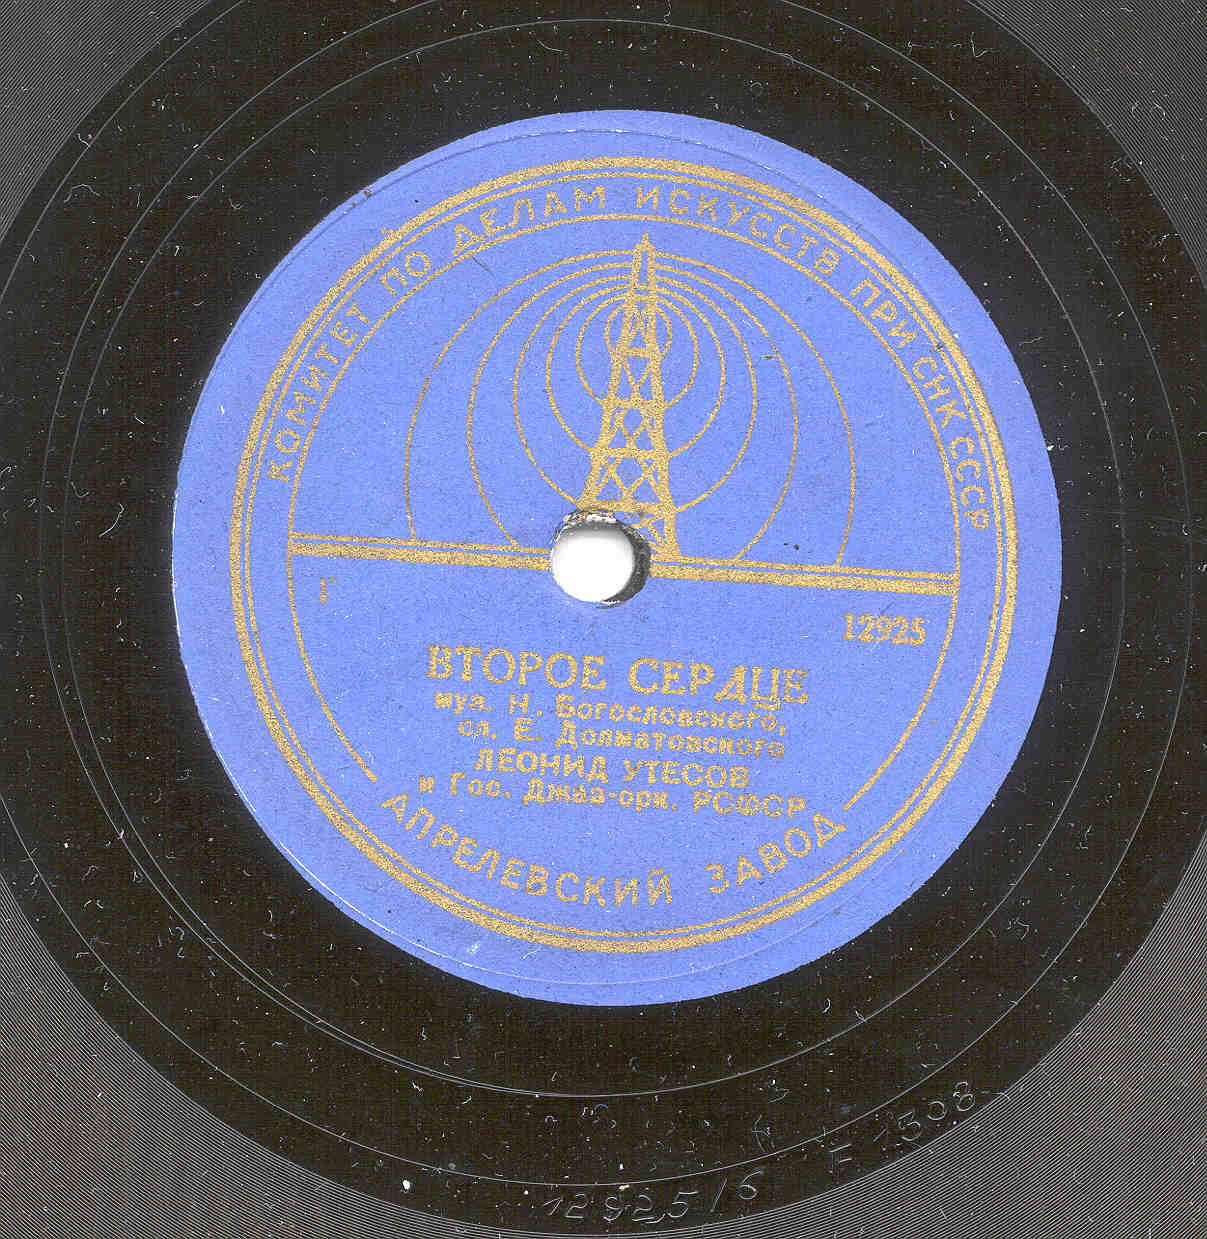 КОМИТЕТ ПО ДЕЛАМ ИСКУССТВ ПРИ СНК СССР
Г
12925
ВТОРОЕ СЕРДЦЕ
муз. Н. Богословского,
сл. Е. Долматовского
ЛЕОНИД УТЕСОВ
и Гос. Джаз-орк. РСФСР
АПРЕЛЕВСКИЙ ЗАВОД
12925/6 F 1508